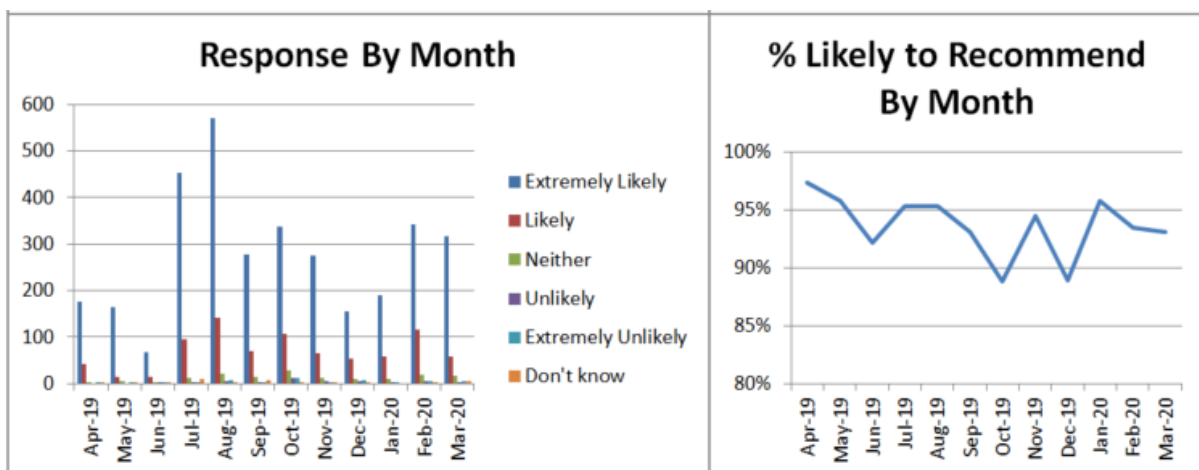 Response By Month
600
500
400
300
200
100
0
Apr-19
May-19
Jun-19
Jul-19
Aug-19
Sep-19
Oct-19
Nov-19
Dec-19
Jan-20
Feb-20
Mar-20
Extremely Likely
Likely
Neither
Unlikely
Extremely Unlikely
Don't know
% Likely to Recommend
By Month
100%
95%
90%
85%
80%
Apr-19
May-19
Jun-19
Jul-19
Aug-19
Sep-19
Oct-19
Nov-19
Dec-19
Jan-20
Feb-20
Mar-20